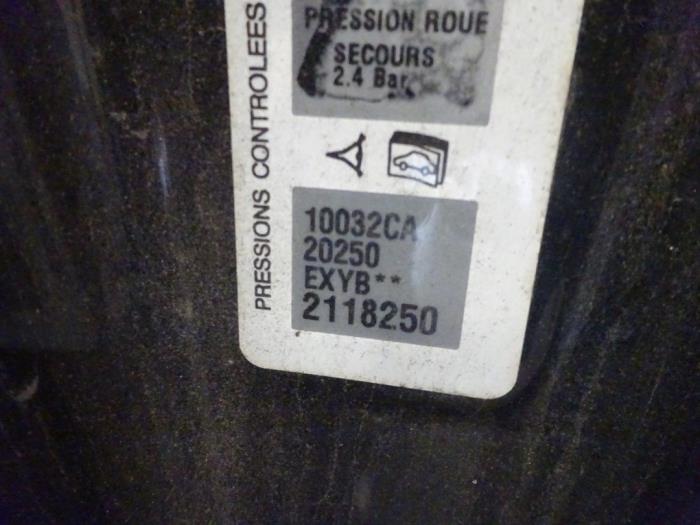 PRESSIONS CONTROLEES
PRESSION ROUE
SECOURS
2.4 Bar
10032CA
20250
EXYB**
2118250